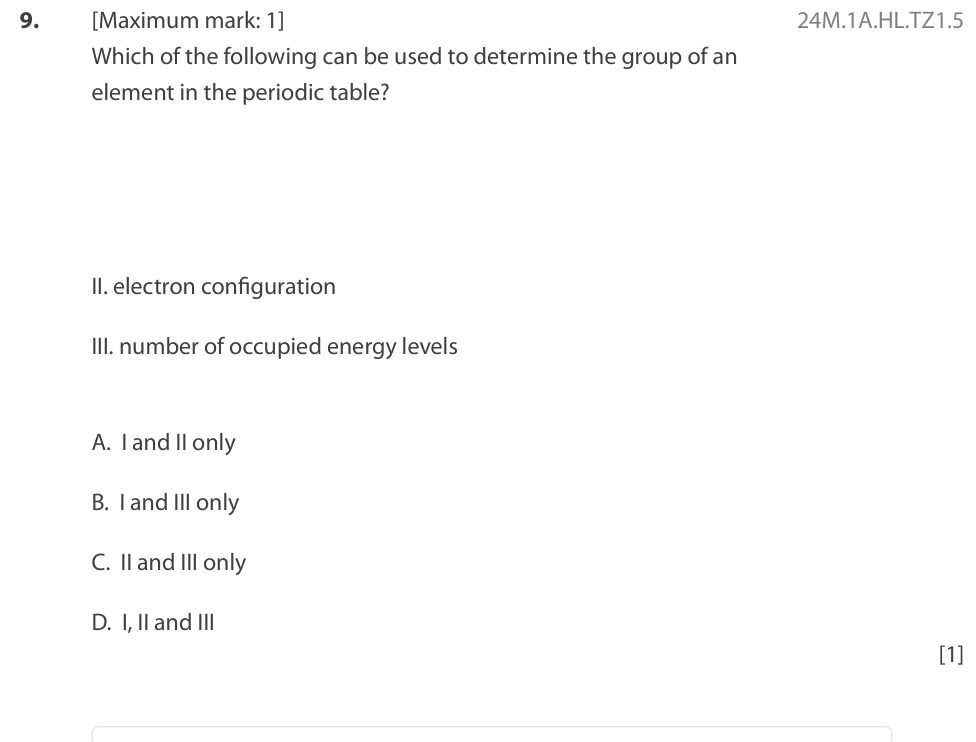 9. [Maximum mark: 1] 24M.1A.HL.TZ1.5
Which of the following can be used to determine the group of an
element in the periodic table?
II. electron configuration
III. number of occupied energy levels
A. I and II only
B. I and III only
C. II and III only
D. I, II and III
[1]